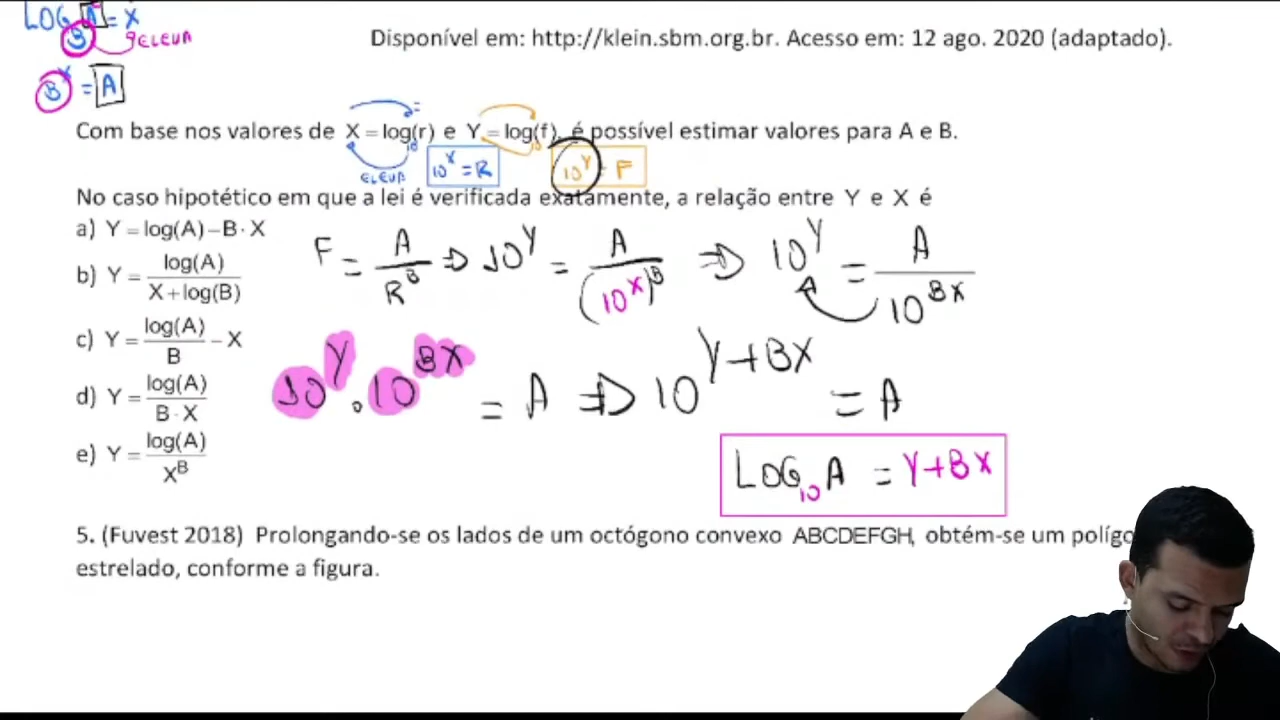 LOG A = X
B ELEVA
Disponível em: http://klein.sbm.org.br. Acesso em: 12 ago. 2020 (adaptado).
B^X = A
Com base nos valores de X = log(r) e Y = log(f), é possível estimar valores para A e B.
ELEVA 10^X = R 10^Y = F
No caso hipotético em que a lei é verificada exatamente, a relação entre Y e X é
a) Y = log(A) – B · X
F = A / R^B ⇒ 10^Y = A / (10^X)^B ⇒ 10^Y = A / 10^BX
b) Y = log(A) / X + log(B)
c) Y = log(A) / B – X
10^Y . 10^BX = A ⇒ 10^Y+BX = A
d) Y = log(A) / B · X
e) Y = log(A) / X^B
LOG10 A = Y + BX
5. (Fuvest 2018) Prolongando-se os lados de um octógono convexo ABCDEFGH, obtém-se um
estrelado, conforme a figura.